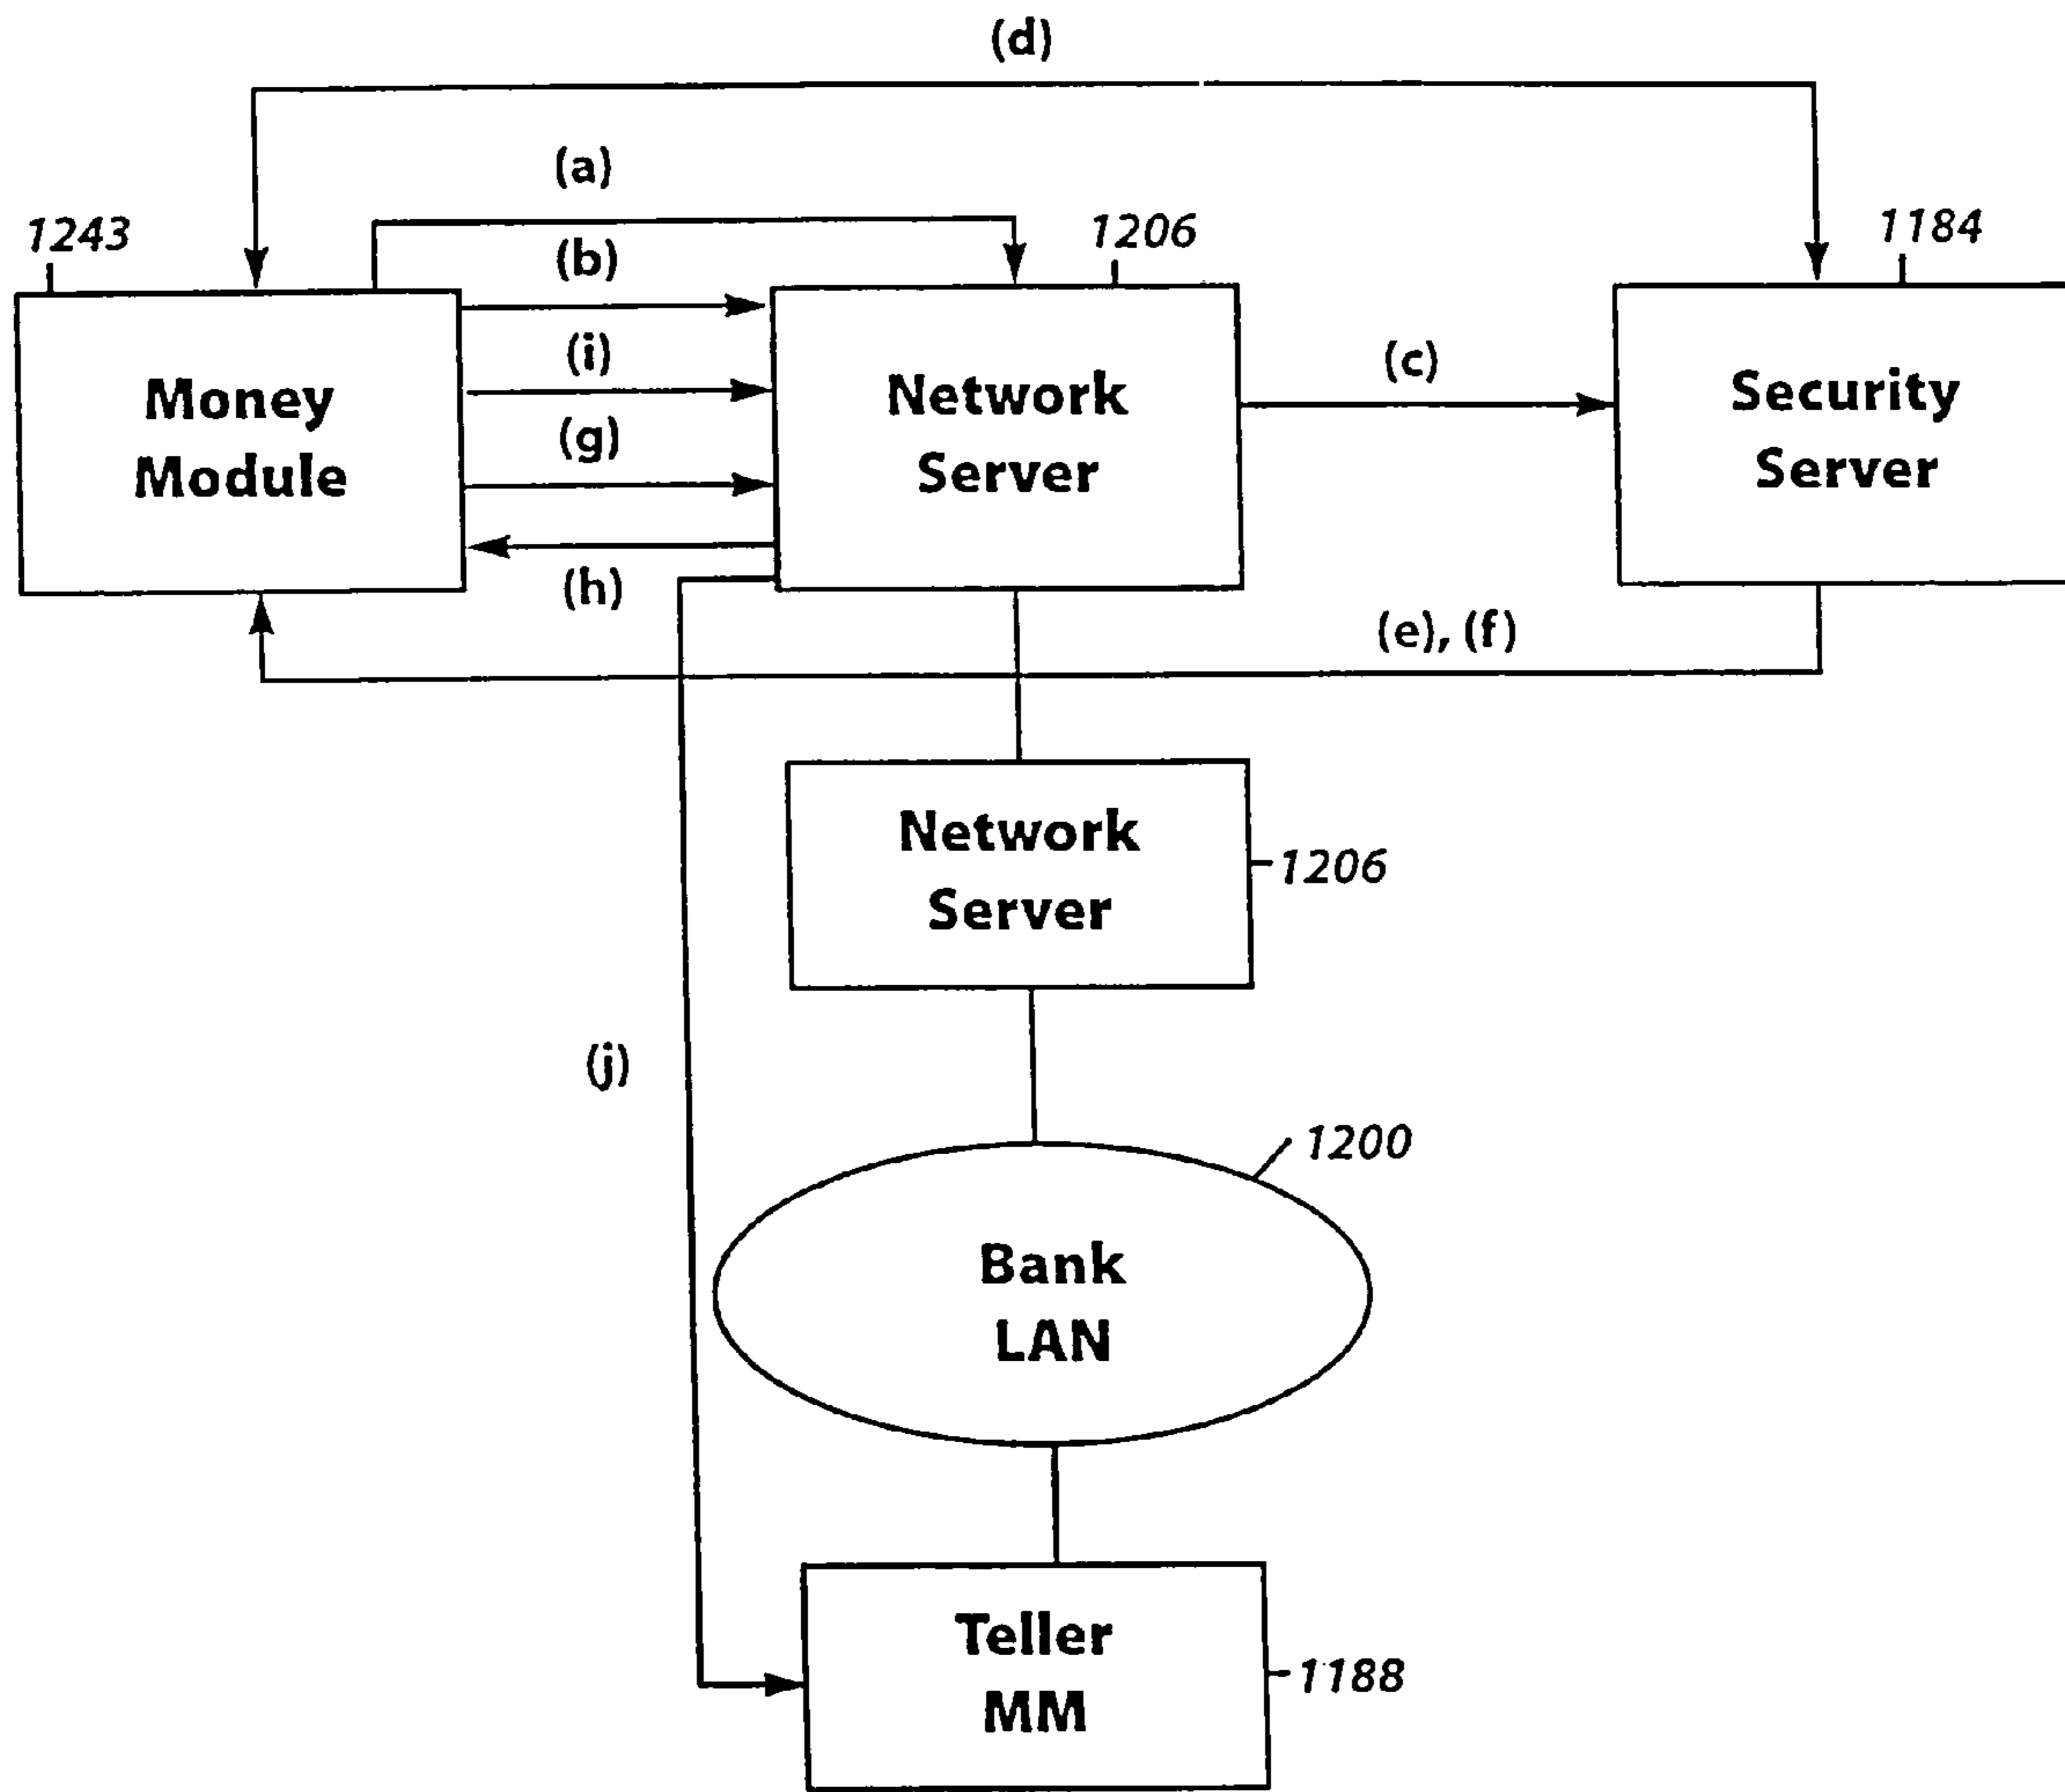 (d)
(a)
1243
(b)
1206
1184
(i)
(c)
Money
Module
Network
Server
Security
Server
(g)
(h)
(e), (f)
Network
Server
1206
(j)
1200
Bank
LAN
Teller
MM
1188